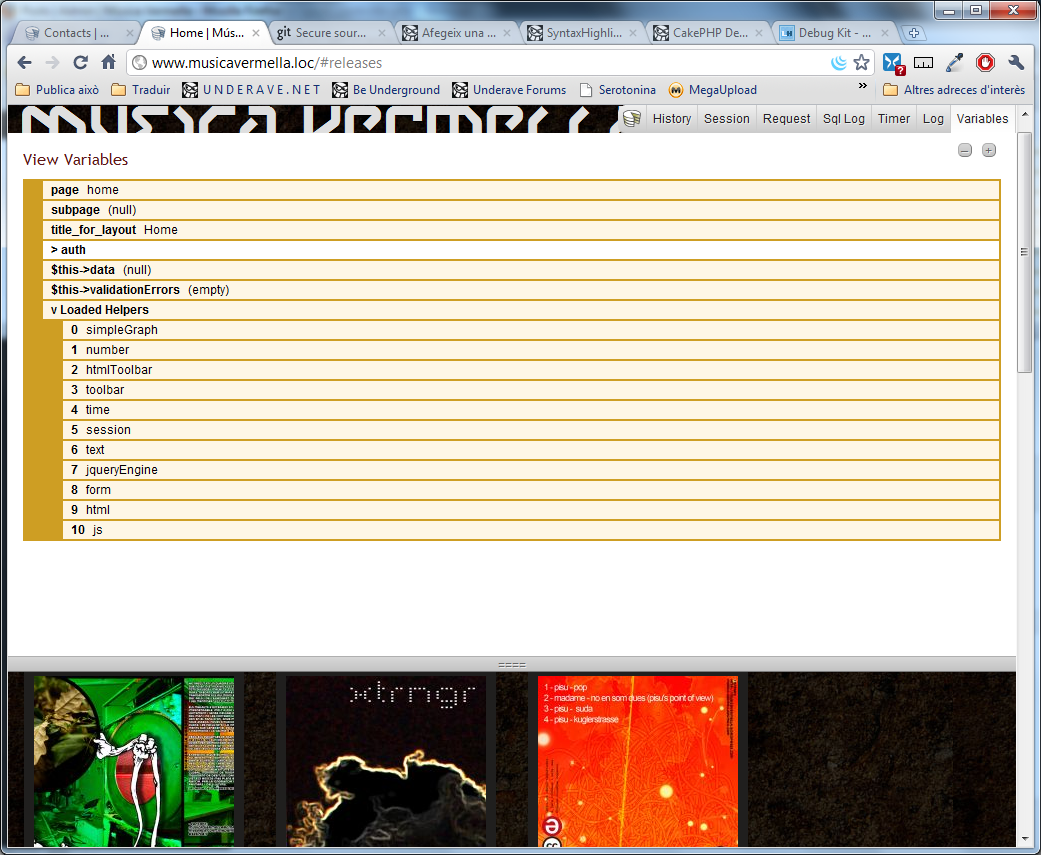 Contacts | ...
Home | Mús...
git Secure sour...
Afegeix una ...
SyntaxHighli...
CakePHP De...
Debug Kit - ...
www.musicavermella.loc/#releases
Publica això
Traduir
U N D E R A V E . N E T
Be Underground
Underave Forums
Serotonina
MegaUpload
»
Altres adreces d'interès
musica vermella
History
Session
Request
Sql Log
Timer
Log
Variables
View Variables
page home
subpage (null)
title_for_layout Home
> auth
$this->data (null)
$this->validationErrors (empty)
v Loaded Helpers
0 simpleGraph
1 number
2 htmlToolbar
3 toolbar
4 time
5 session
6 text
7 jqueryEngine
8 form
9 html
10 js
xtrngr
1 - pisu - pop
2 - madame - no en som dues (pisu's point of view)
3 - pisu - suda
4 - pisu - kuglerstrasse